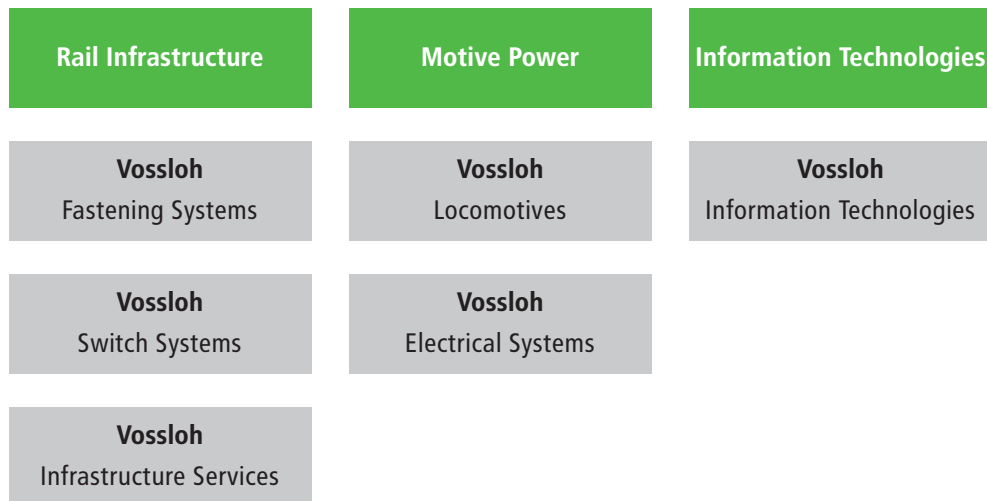 Rail Infrastructure
Motive Power
Information Technologies
Vossloh
Fastening Systems
Vossloh
Locomotives
Vossloh
Information Technologies
Vossloh
Switch Systems
Vossloh
Electrical Systems
Vossloh
Infrastructure Services